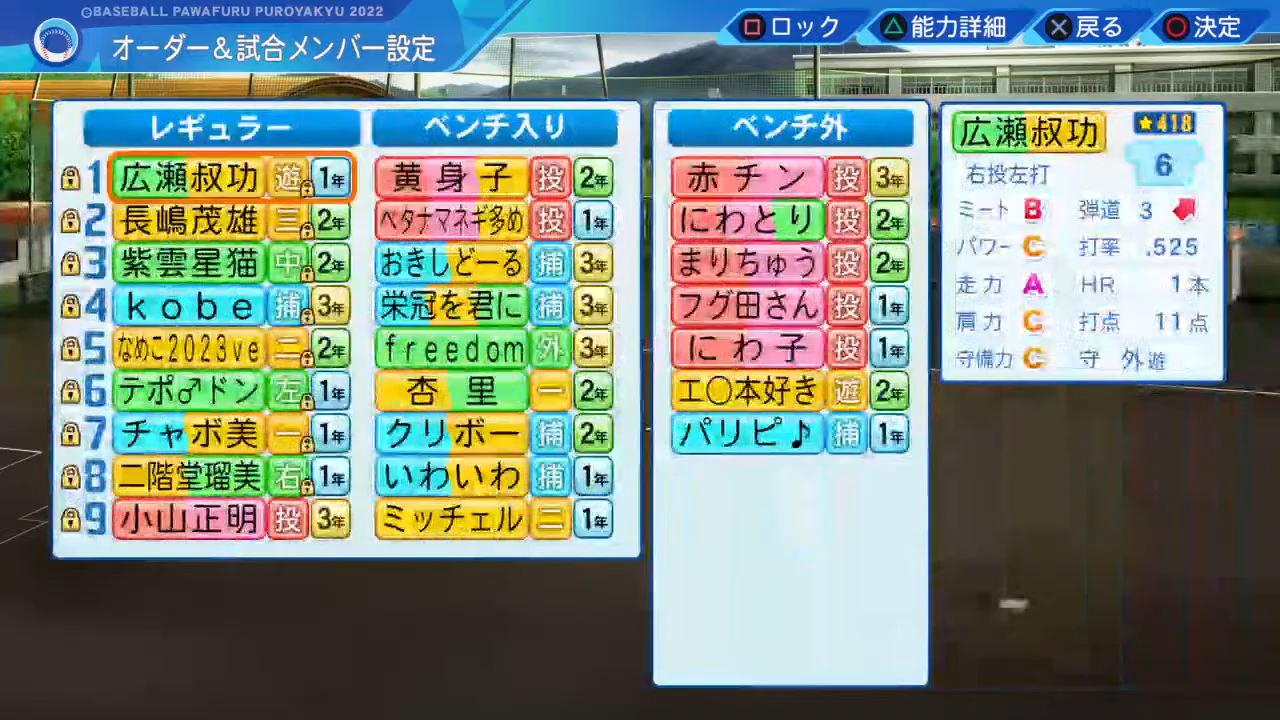 ©BASEBALL PAWAFURU PUROYAKYU 2022
オーダー＆試合メンバー設定
ロック
能力詳細
戻る
決定
レギュラー
1 広瀬叔功 遊 1年
2 長嶋茂雄 三 2年
3 紫雲星猫 中 2年
4 kobe 捕 3年
5 なめこ2023ve 二 2年
6 テポ♂ドン 左 1年
7 チャボ美 一 1年
8 二階堂瑠美 右 1年
9 小山正明 投 3年
ベンチ入り
黄身子 投 2年
ベタナマネギ多め 投 1年
おきしどーる 捕 3年
栄冠を君に 捕 3年
freedom 外 3年
杏里 一 2年
クリボー 捕 2年
いわいわ 捕 1年
ミッチェル 二 1年
ベンチ外
赤チン 投 3年
にわとり 投 2年
まりちゅう 投 2年
フグ田さん 投 1年
にわ子 投 1年
エ〇本好き 遊 2年
パリピ♪ 捕 1年
広瀬叔功 ★418
右投左打 6
ミート B 弾道 3
パワー C 打率 .525
走力 A HR 1本
肩力 C 打点 11点
守備力 C 守 外遊